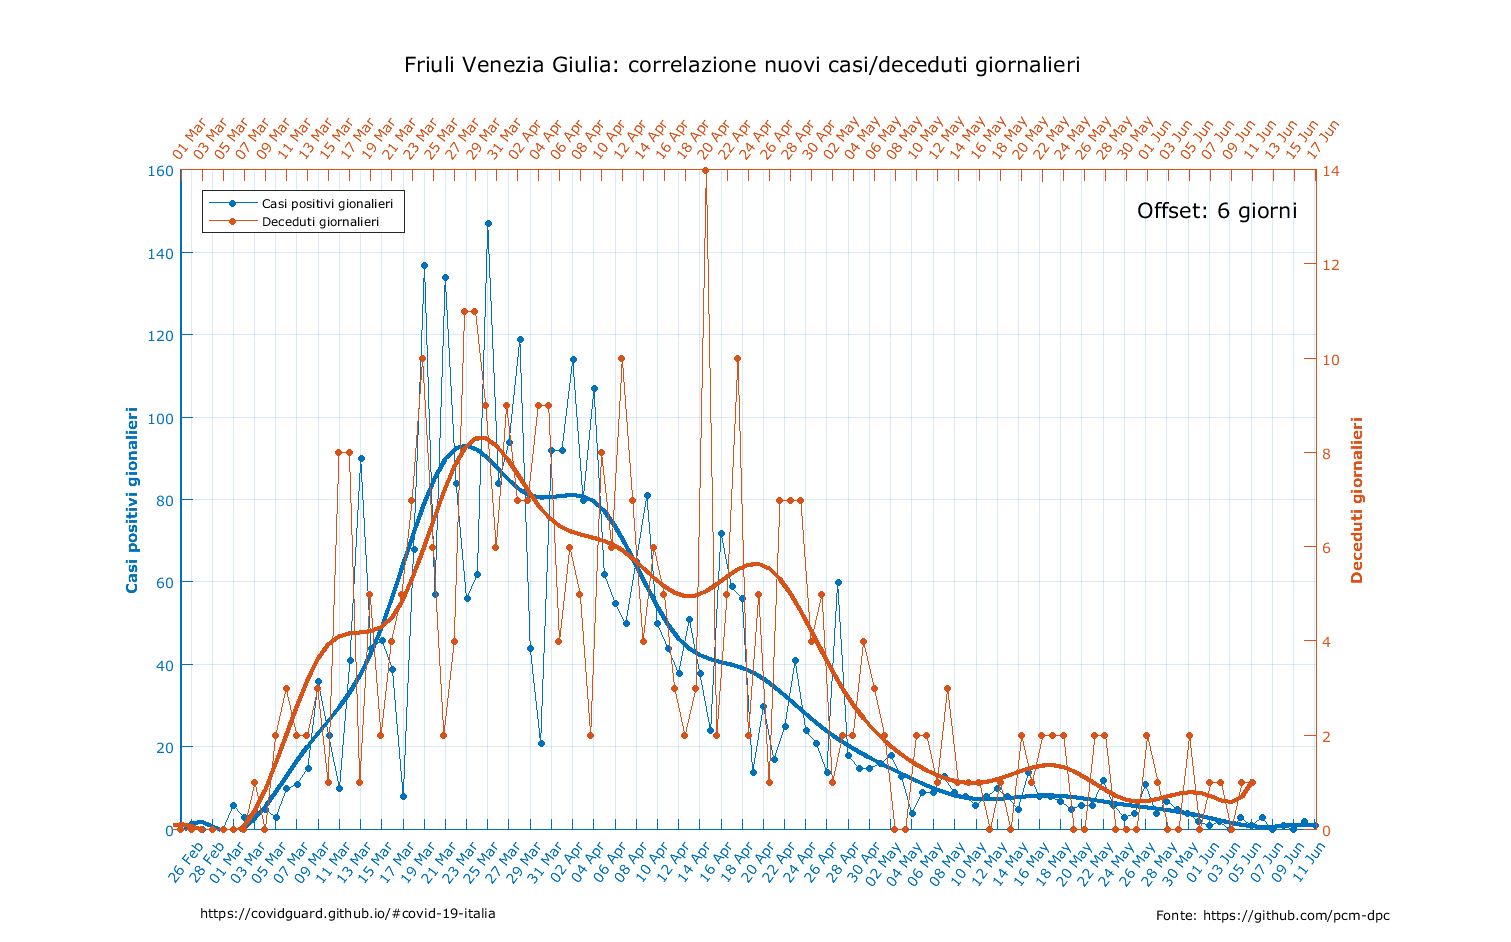 Friuli Venezia Giulia: correlazione nuovi casi/deceduti giornalieri
01 Mar 03 Mar 05 Mar 07 Mar 09 Mar 11 Mar 13 Mar 15 Mar 17 Mar 19 Mar 21 Mar 23 Mar 25 Mar 27 Mar 29 Mar 31 Mar 02 Apr 04 Apr 06 Apr 08 Apr 10 Apr 12 Apr 14 Apr 16 Apr 18 Apr 20 Apr 22 Apr 24 Apr 26 Apr 28 Apr 30 Apr 02 May 04 May 06 May 08 May 10 May 12 May 14 May 16 May 18 May 20 May 22 May 24 May 26 May 28 May 30 May 01 Jun 03 Jun 05 Jun 07 Jun 09 Jun 11 Jun 13 Jun 15 Jun 17 Jun
Casi positivi gionalieri
Deceduti giornalieri
Offset: 6 giorni
160
140
120
100
80
60
40
20
0
Casi positivi gionalieri
14
12
10
8
6
4
2
0
Deceduti giornalieri
26 Feb 28 Feb 01 Mar 03 Mar 05 Mar 07 Mar 09 Mar 11 Mar 13 Mar 15 Mar 17 Mar 19 Mar 21 Mar 23 Mar 25 Mar 27 Mar 29 Mar 31 Mar 02 Apr 04 Apr 06 Apr 08 Apr 10 Apr 12 Apr 14 Apr 16 Apr 18 Apr 20 Apr 22 Apr 24 Apr 26 Apr 28 Apr 30 Apr 02 May 04 May 06 May 08 May 10 May 12 May 14 May 16 May 18 May 20 May 22 May 24 May 26 May 28 May 30 May 01 Jun 03 Jun 05 Jun 07 Jun 09 Jun 11 Jun
https://covidguard.github.io/#covid-19-italia
Fonte: https://github.com/pcm-dpc